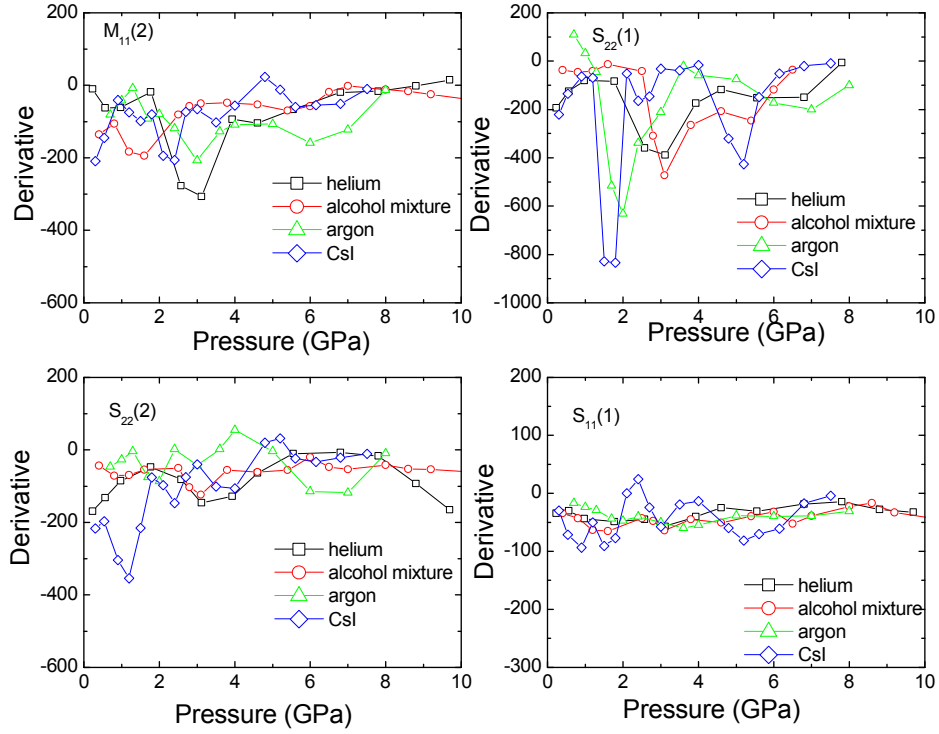 M₁₁(2)
200
0
-200
-400
-600
Derivative
helium
alcohol mixture
argon
CsI
0 2 4 6 8 10
Pressure (GPa)
S₂₂(1)
200
0
-200
-400
-600
-800
-1000
Derivative
helium
alcohol mixture
argon
CsI
0 2 4 6 8 10
Pressure (GPa)
S₂₂(2)
200
0
-200
-400
-600
Derivative
helium
alcohol mixture
argon
CsI
0 2 4 6 8 10
Pressure (GPa)
S₁₁(1)
200
100
0
-100
-200
-300
Derivative
helium
alcohol mixture
argon
CsI
0 2 4 6 8 10
Pressure (GPa)